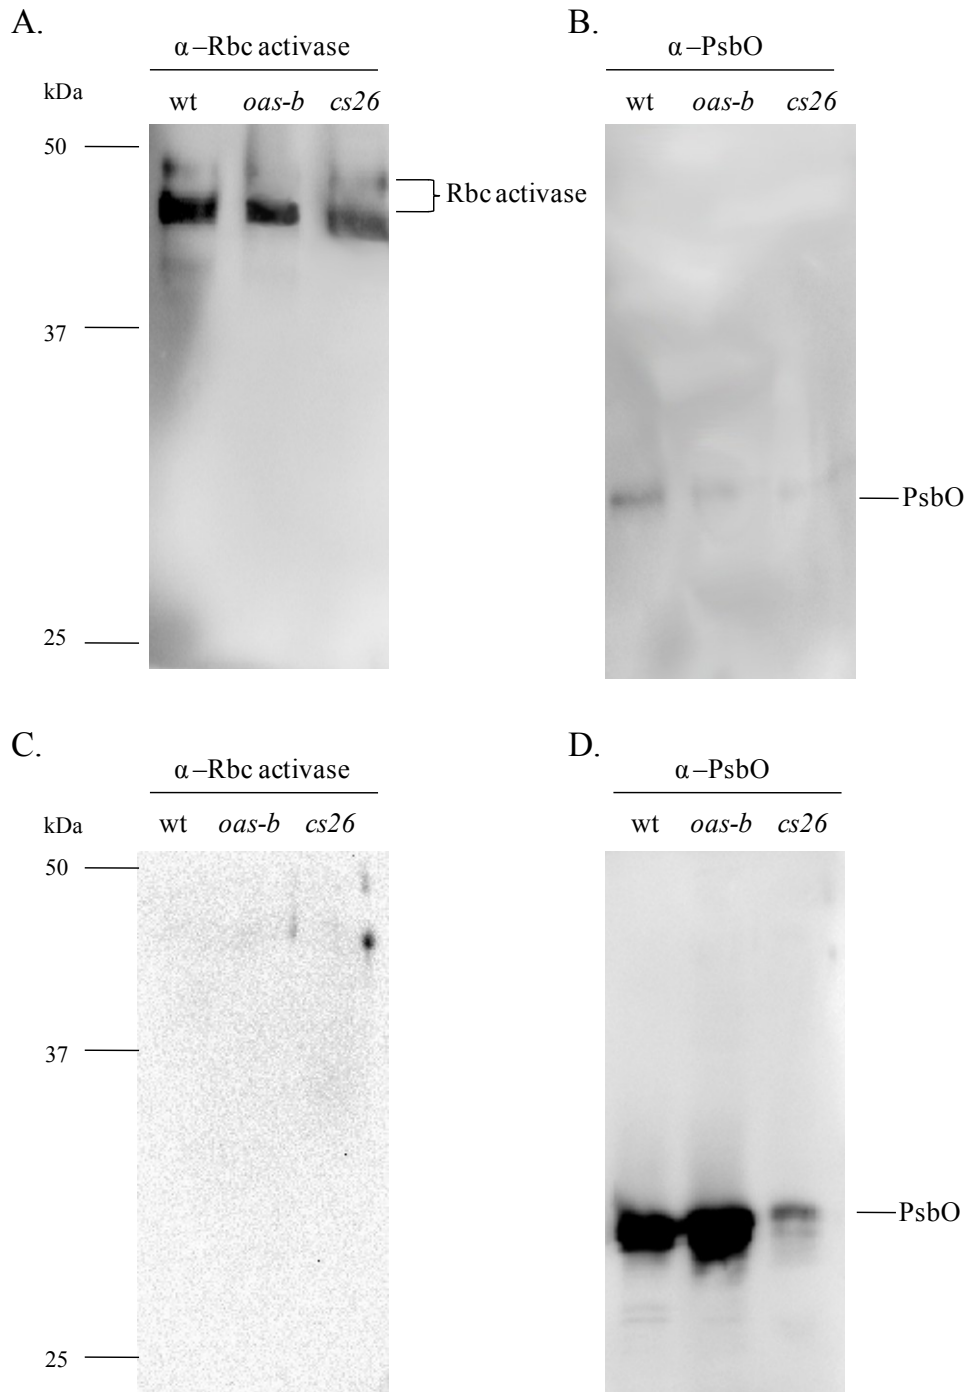 A.
α–Rbc activase
kDa
wt oas-b cs26
50
Rbc activase
37
25
B.
α–PsbO
wt oas-b cs26
PsbO
C.
α–Rbc activase
kDa
wt oas-b cs26
50
37
25
D.
α–PsbO
wt oas-b cs26
PsbO